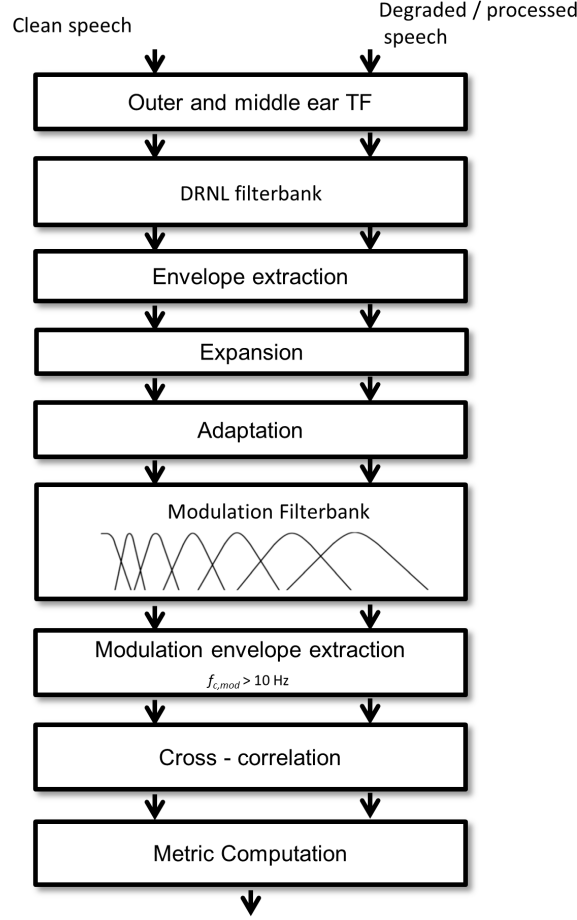 Clean speech
Degraded / processed
speech
Outer and middle ear TF
DRNL filterbank
Envelope extraction
Expansion
Adaptation
Modulation Filterbank
Modulation envelope extraction
fc,mod > 10 Hz
Cross - correlation
Metric Computation